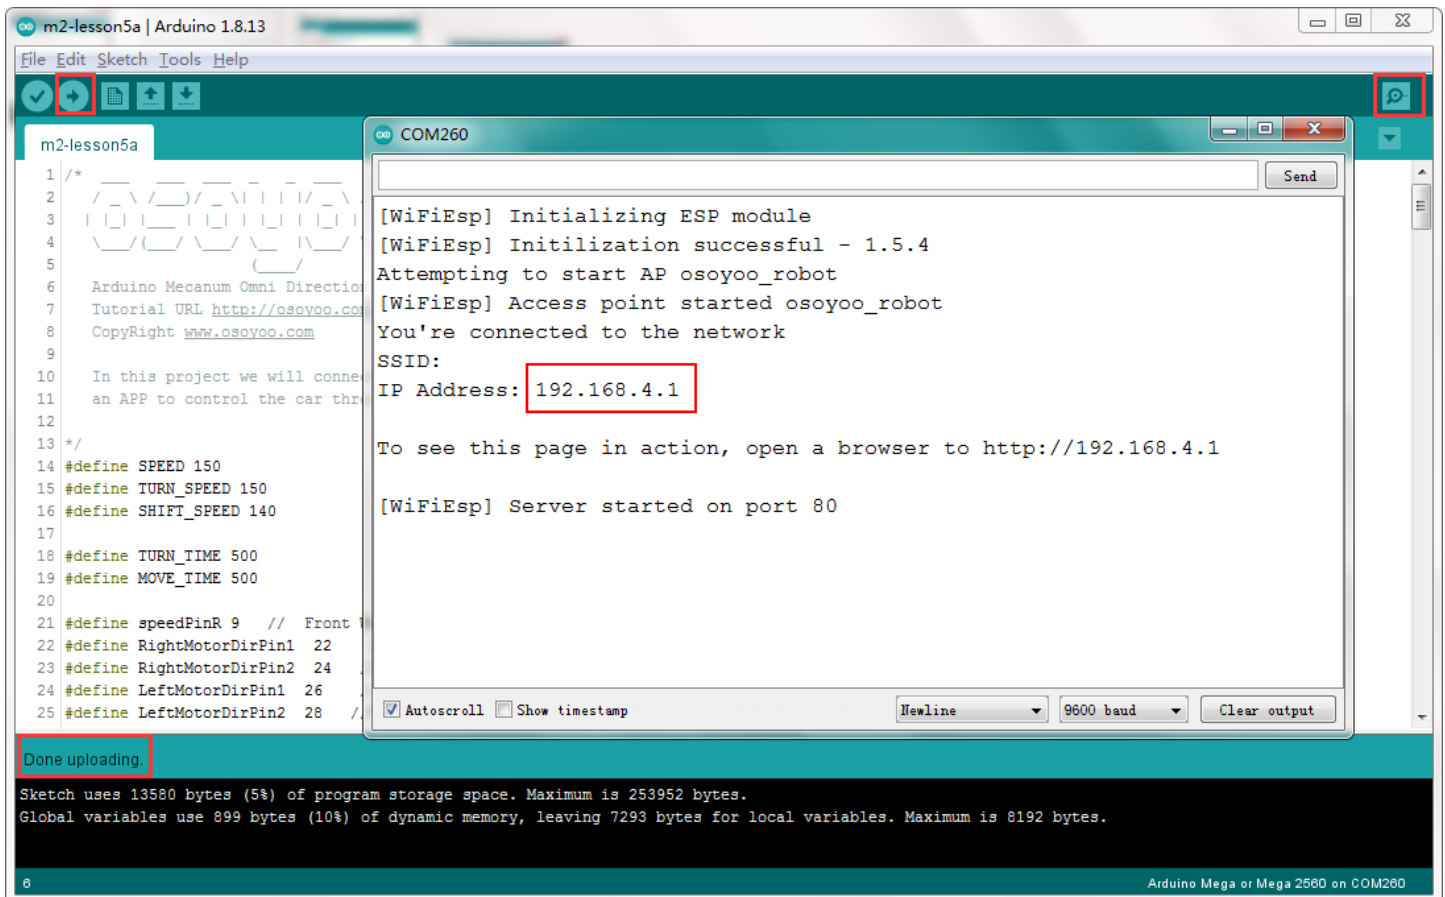 m2-lesson5a | Arduino 1.8.13
File Edit Sketch Tools Help
m2-lesson5a
COM260
Send
1 /*
2
3
4
5
6 Arduino Mecanum Omni Directio
7 Tutorial URL http://osoyoo.com
8 CopyRight www.osoyoo.com
9
10 In this project we will conne
11 an APP to control the car thr
12
13 */
14 #define SPEED 150
15 #define TURN_SPEED 150
16 #define SHIFT_SPEED 140
17
18 #define TURN_TIME 500
19 #define MOVE_TIME 500
20
21 #define speedPinR 9 // Front
22 #define RightMotorDirPin1 22
23 #define RightMotorDirPin2 24
24 #define LeftMotorDirPin1 26
25 #define LeftMotorDirPin2 28 /
[WiFiEsp] Initializing ESP module
[WiFiEsp] Initilization successful - 1.5.4
Attempting to start AP osoyoo_robot
[WiFiEsp] Access point started osoyoo_robot
You're connected to the network
SSID:
IP Address: 192.168.4.1
To see this page in action, open a browser to http://192.168.4.1
[WiFiEsp] Server started on port 80
Autoscroll Show timestamp Newline 9600 baud Clear output
Done uploading.
Sketch uses 13580 bytes (5%) of program storage space. Maximum is 253952 bytes.
Global variables use 899 bytes (10%) of dynamic memory, leaving 7293 bytes for local variables. Maximum is 8192 bytes.
6 Arduino Mega or Mega 2560 on COM260